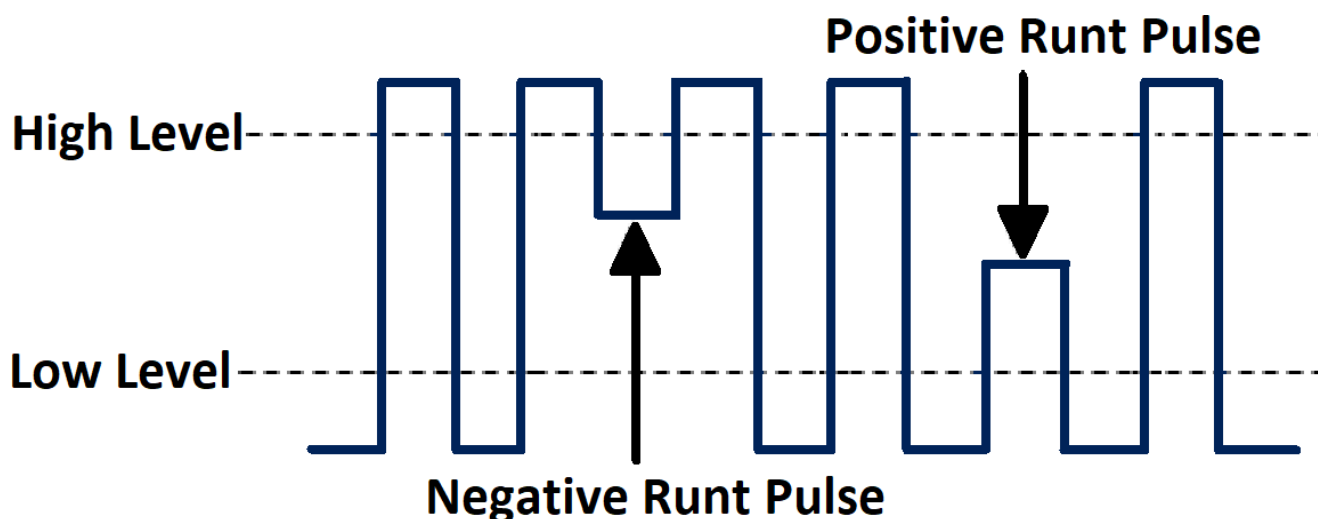 Positive Runt Pulse
High Level
Low Level
Negative Runt Pulse